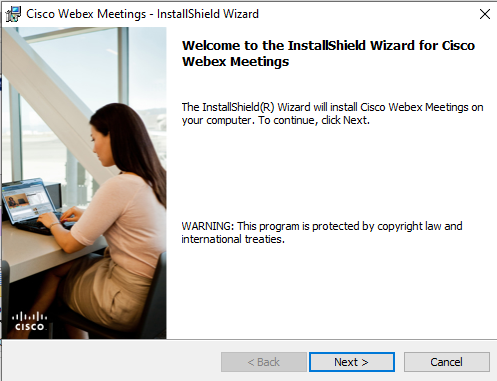 Cisco Webex Meetings - InstallShield Wizard
Welcome to the InstallShield Wizard for Cisco
Webex Meetings
The InstallShield(R) Wizard will install Cisco Webex Meetings on
your computer. To continue, click Next.
WARNING: This program is protected by copyright law and
international treaties.
CISCO
< Back
Next >
Cancel